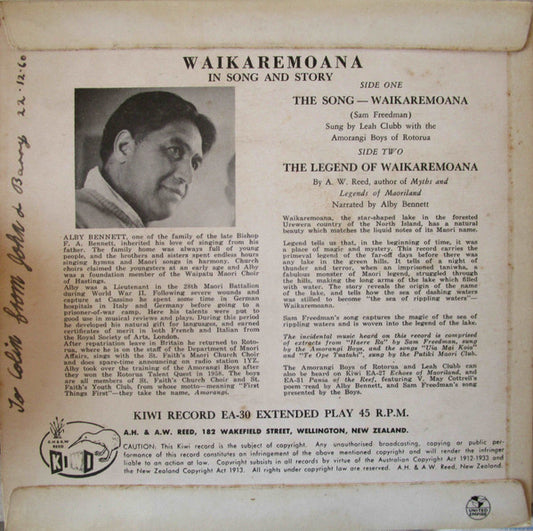 To Colin from John & Barry 22.12.60
WAIKAREMOANA
IN SONG AND STORY
SIDE ONE
THE SONG — WAIKAREMOANA
(Sam Freedman)
Sung by Leah Clubb with the
Amorangi Boys of Rotorua
SIDE TWO
THE LEGEND OF WAIKAREMOANA
By A. W. Reed, author of Myths and
Legends of Maoriland
Narrated by Alby Bennett
ALBY BENNETT, one of the family of the late Bishop
F. A. Bennett, inherited his love of singing from his
father. The family home was always full of young
people, and the brothers and sisters spent endless hours
singing hymns and Maori songs in harmony. Church
choirs claimed the youngsters at an early age and Alby
was a foundation member of the Waipatu Maori Choir
of Hastings.
Alby was a Lieutenant in the 28th Maori Battalion
during World War II. Following severe wounds and
capture at Cassino he spent some time in German
hospitals in Italy and Germany before going to a
prisoner-of-war camp. Here his talents were put to
good use in musical reviews and plays. During this period
he developed his natural gift for languages, and earned
certificates of merit in both French and Italian from
the Royal Society of Arts, London.
After repatriation leave in Britain he returned to Roto-
rua, where he is on the staff of the Department of Maori
Affairs, sings with the St. Faith's Maori Church Choir
and does spare-time announcing on radio station 1YZ.
Alby took over the training of the Amorangi Boys after
they won the Rotorua Talent Quest in 1958. The boys
are all members of St. Faith's Church Choir and St.
Faith's Youth Club, from whose motto—meaning "First
Things First"—they take the name, Amorangi.
Waikaremoana, the star-shaped lake in the forested
Urewera country of the North Island, has a natural
beauty which matches the liquid notes of its Maori name.
Legend tells us that, in the beginning of time, it was
a place of magic and mystery. This record carries the
primeval legend of the far-off days before there was
any lake in the green hills. It tells of a night of
thunder and terror, when an imprisoned taniwha, a
fabulous monster of Maori legend, struggled through
the hills, making the long arms of the lake which filled
with water. The story reveals the origin of the name
of the lake, and tells how the sea of dashing waters
was stilled to become "the sea of rippling waters"—
Waikaremoana.
Sam Freedman's song captures the magic of the sea of
rippling waters and is woven into the legend of the lake.
The incidental music heard on this record is comprised
of extracts from "Haere Ra" by Sam Freedman, sung
by the Amorangi Boys, and the songs "Uia Mai Koia"
and "Te Ope Tuatahi", sung by the Putiki Maori Club.
The Amorangi Boys of Rotorua and Leah Clubb can
also be heard on Kiwi EA-27 Echoes of Maoriland, and
EA-31 Pania of the Reef, featuring V. May Cottrell's
poem read by Alby Bennett, and Sam Freedman's song
presented by the Boys.
KIWI RECORD EA-30 EXTENDED PLAY 45 R.P.M.
A.H. & A.W. REED, 182 WAKEFIELD STREET, WELLINGTON, NEW ZEALAND.
CAUTION: This Kiwi record is the subject of copyright. Any unauthorised broadcasting, copying or public per-
formance of this record constitutes an infringement of the above mentioned copyright and will render the infringer
liable to an action at law. Copyright subsists in all records by virtue of the Australian Copyright Act 1912-1933 and
the New Zealand Copyright Act 1913. All rights under copyright law are reserved. A.H. & A.W. Reed, New Zealand.
A.H. & A.W.
REED
KIWI
UNITED
EMPIRE